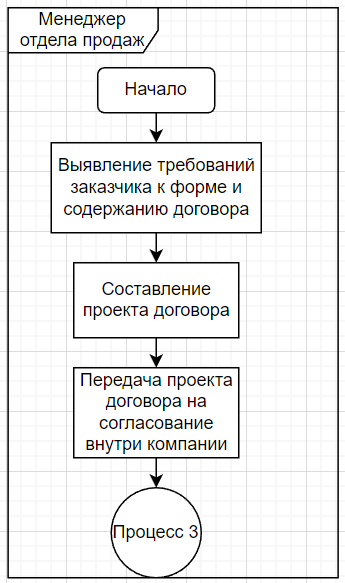 Менеджер
отдела продаж
Начало
Выявление требований
заказчика к форме и
содержанию договора
Составление
проекта договора
Передача проекта
договора на
согласование
внутри компании
Процесс 3